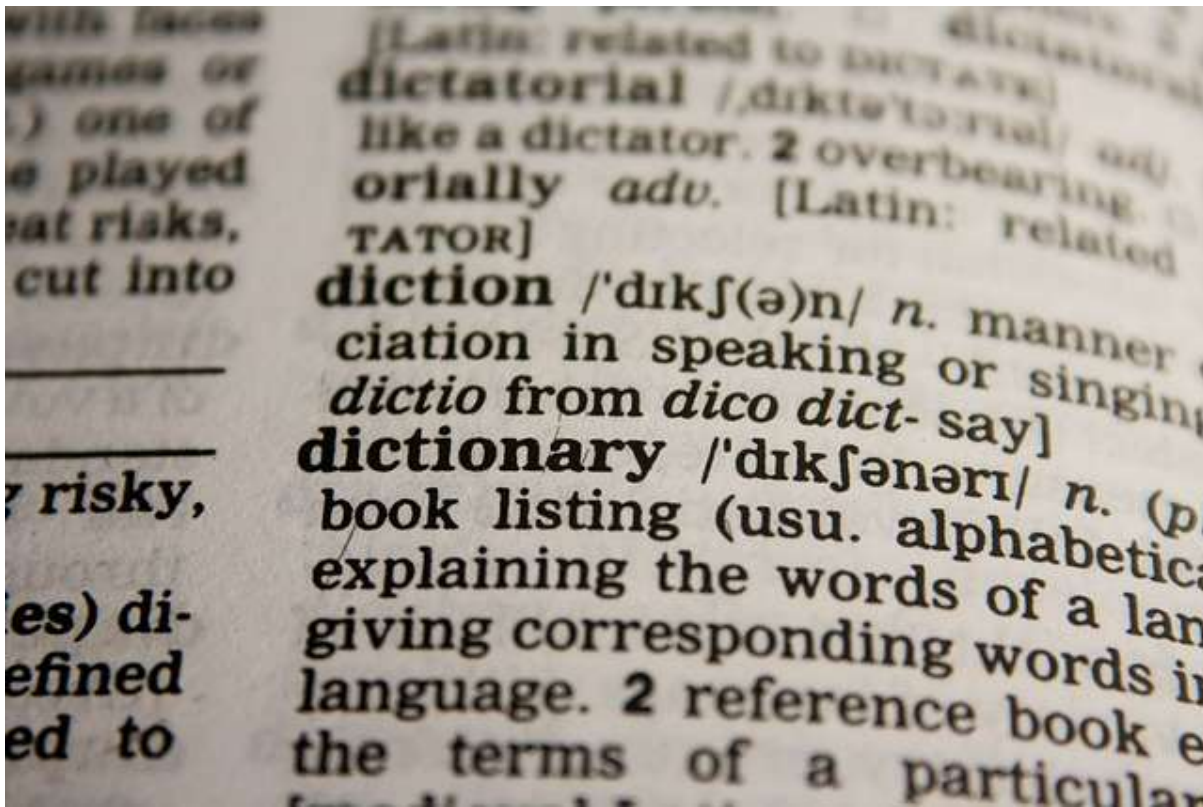 with faces
games or
.) one of
e played
eat risks,
cut into
g risky,
ies) di-
efined
ed to
[Latin: related to DICTATE]
dictatorial /ˌdɪktəˈtɔːrɪəl/ adj.
like a dictator. 2 overbearing.
orially adv. [Latin: related
TATOR]
diction /ˈdɪkʃ(ə)n/ n. manner
ciation in speaking or singing
dictio from dico dict- say]
dictionary /ˈdɪkʃənərɪ/ n. (p
book listing (usu. alphabetica
explaining the words of a lan
giving corresponding words in
language. 2 reference book e
the terms of a particular